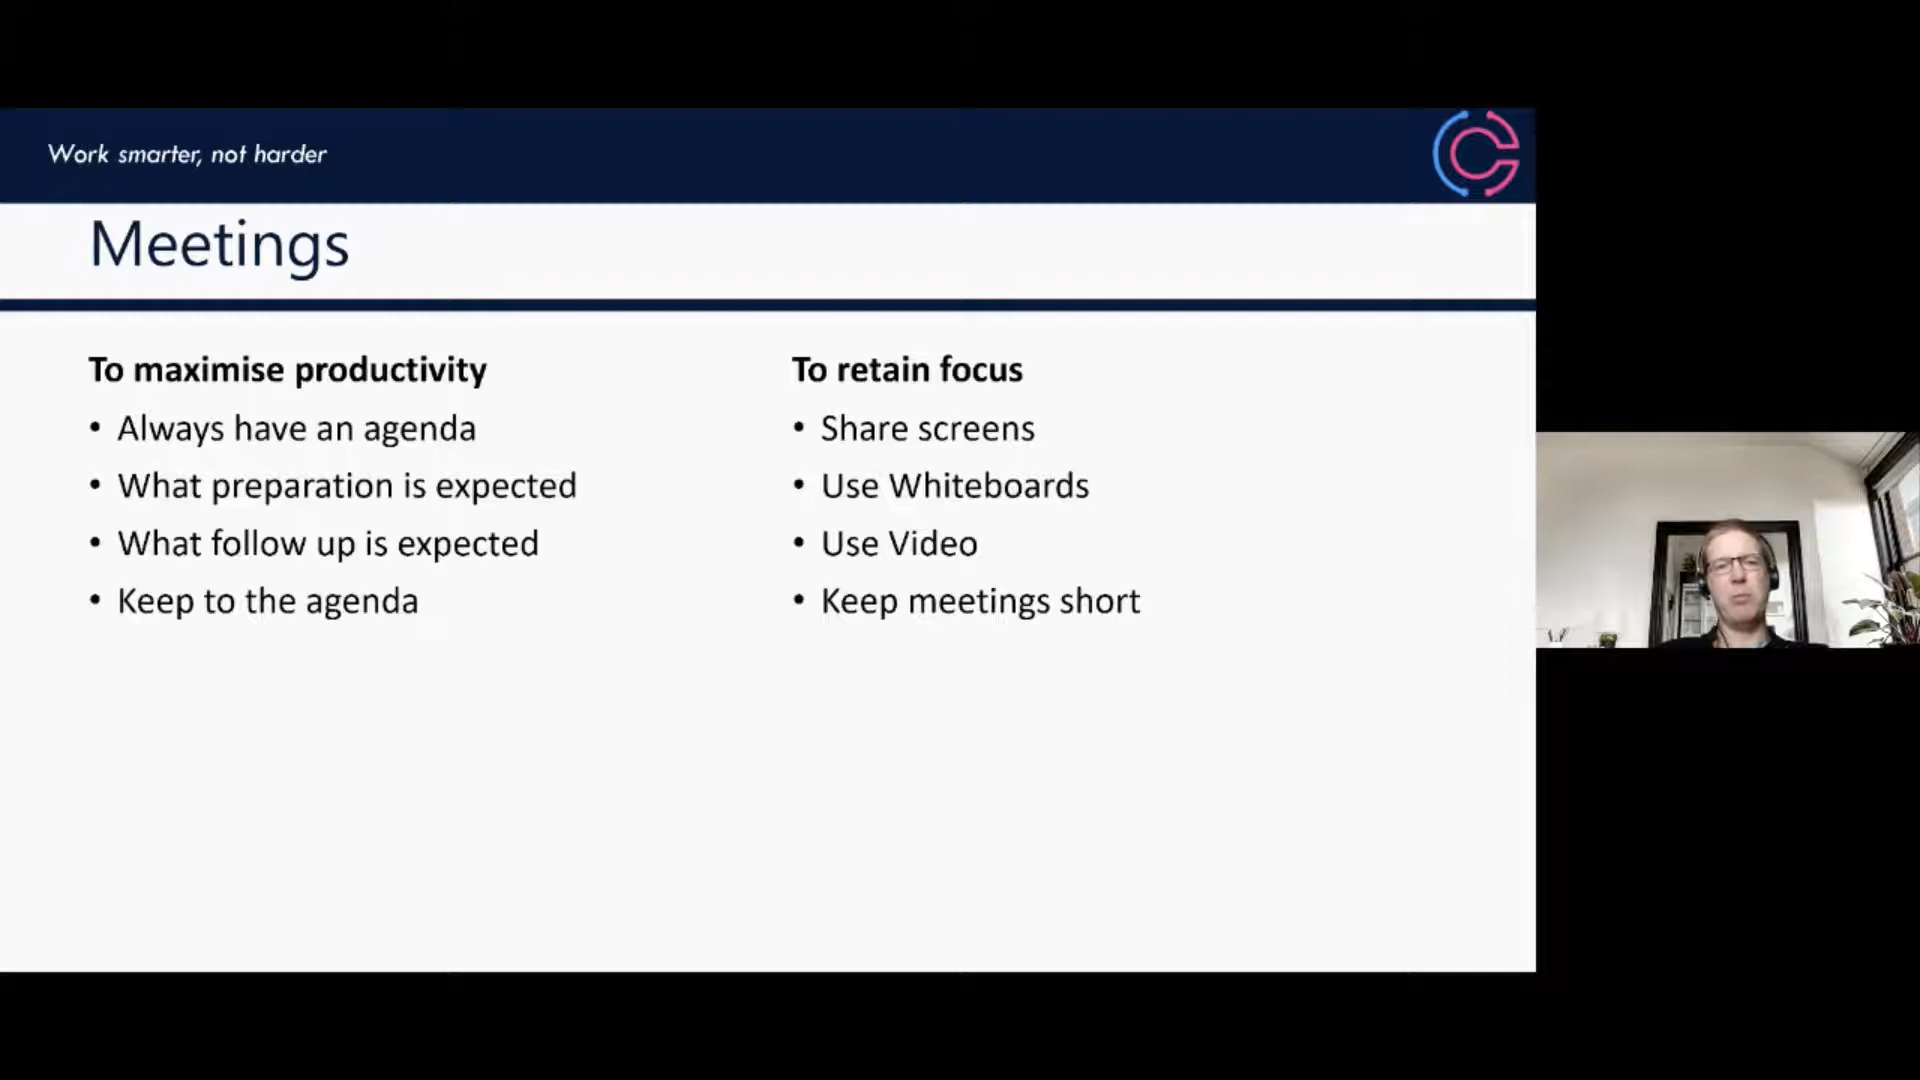 Work smarter, not harder
Meetings
To maximise productivity
• Always have an agenda
• What preparation is expected
• What follow up is expected
• Keep to the agenda
To retain focus
• Share screens
• Use Whiteboards
• Use Video
• Keep meetings short